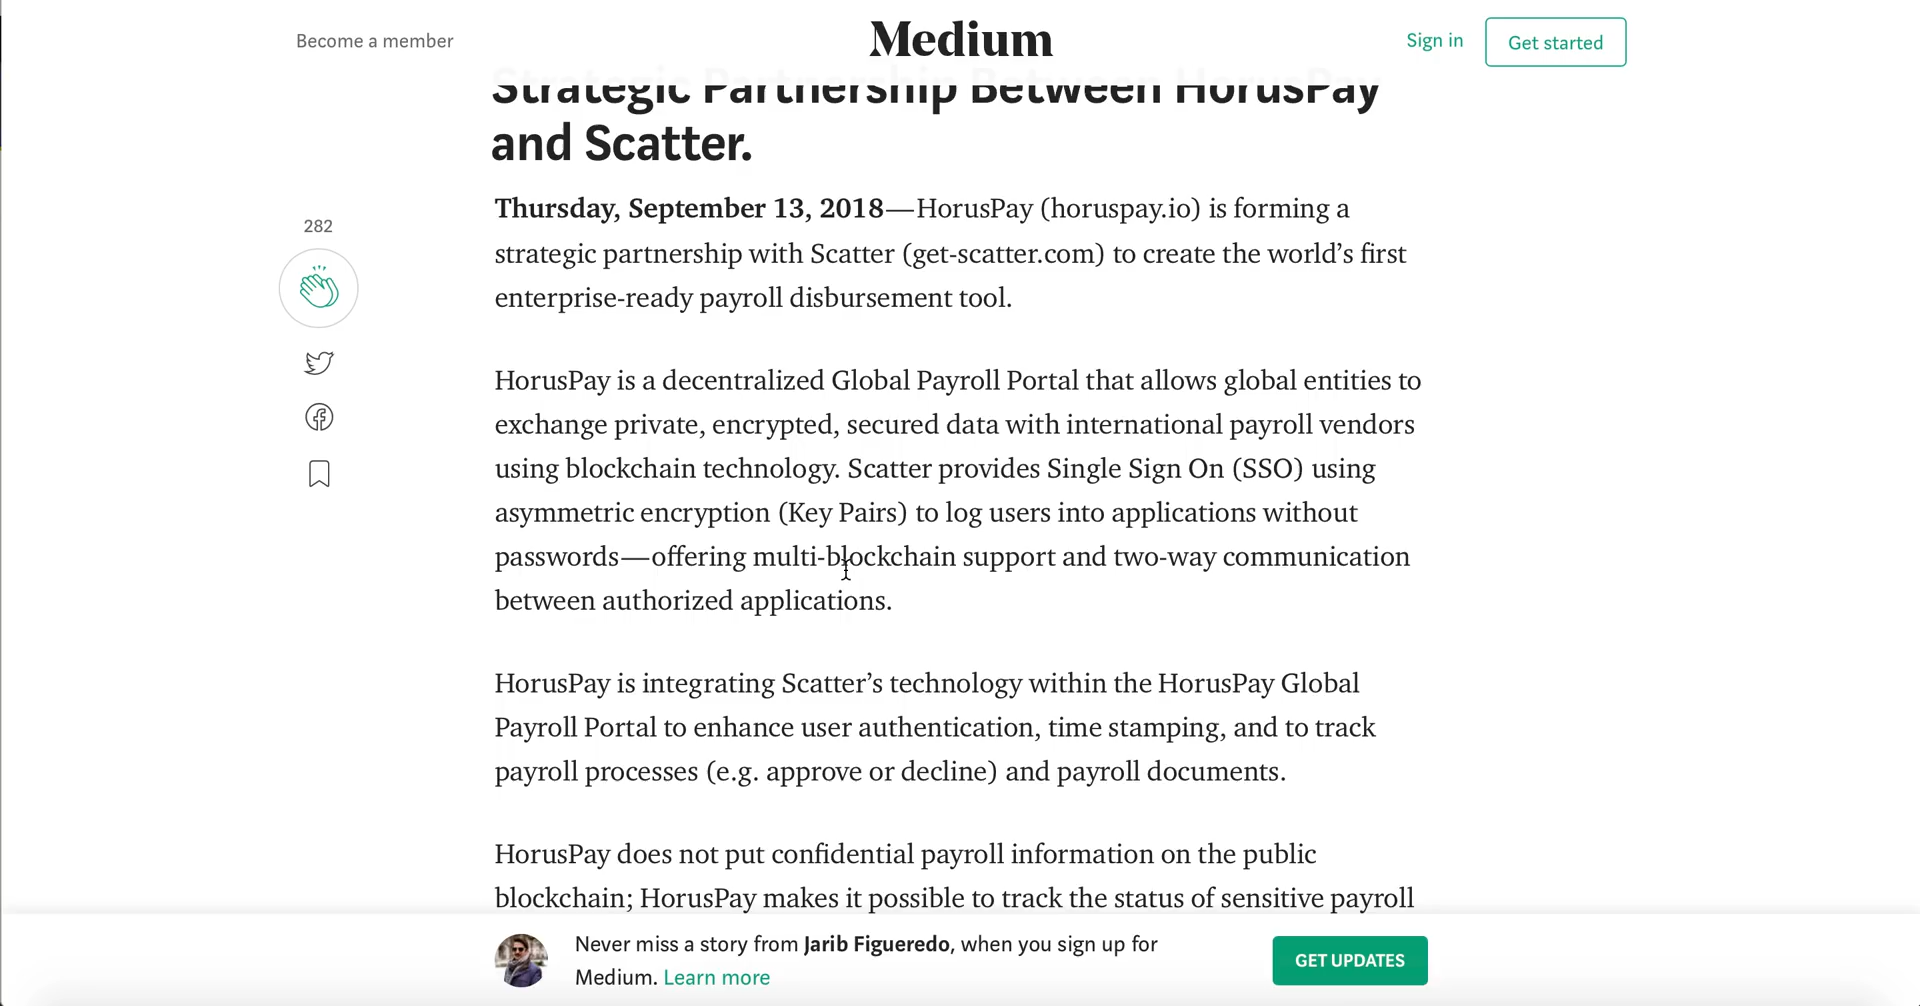 Become a member
Medium
Sign in
Get started
Strategic Partnership Between HorusPay
and Scatter.
Thursday, September 13, 2018—HorusPay (horuspay.io) is forming a
strategic partnership with Scatter (get-scatter.com) to create the world’s first
enterprise-ready payroll disbursement tool.
282
HorusPay is a decentralized Global Payroll Portal that allows global entities to
exchange private, encrypted, secured data with international payroll vendors
using blockchain technology. Scatter provides Single Sign On (SSO) using
asymmetric encryption (Key Pairs) to log users into applications without
passwords—offering multi-blockchain support and two-way communication
between authorized applications.
HorusPay is integrating Scatter’s technology within the HorusPay Global
Payroll Portal to enhance user authentication, time stamping, and to track
payroll processes (e.g. approve or decline) and payroll documents.
HorusPay does not put confidential payroll information on the public
blockchain; HorusPay makes it possible to track the status of sensitive payroll
Never miss a story from Jarib Figueredo, when you sign up for
Medium. Learn more
GET UPDATES